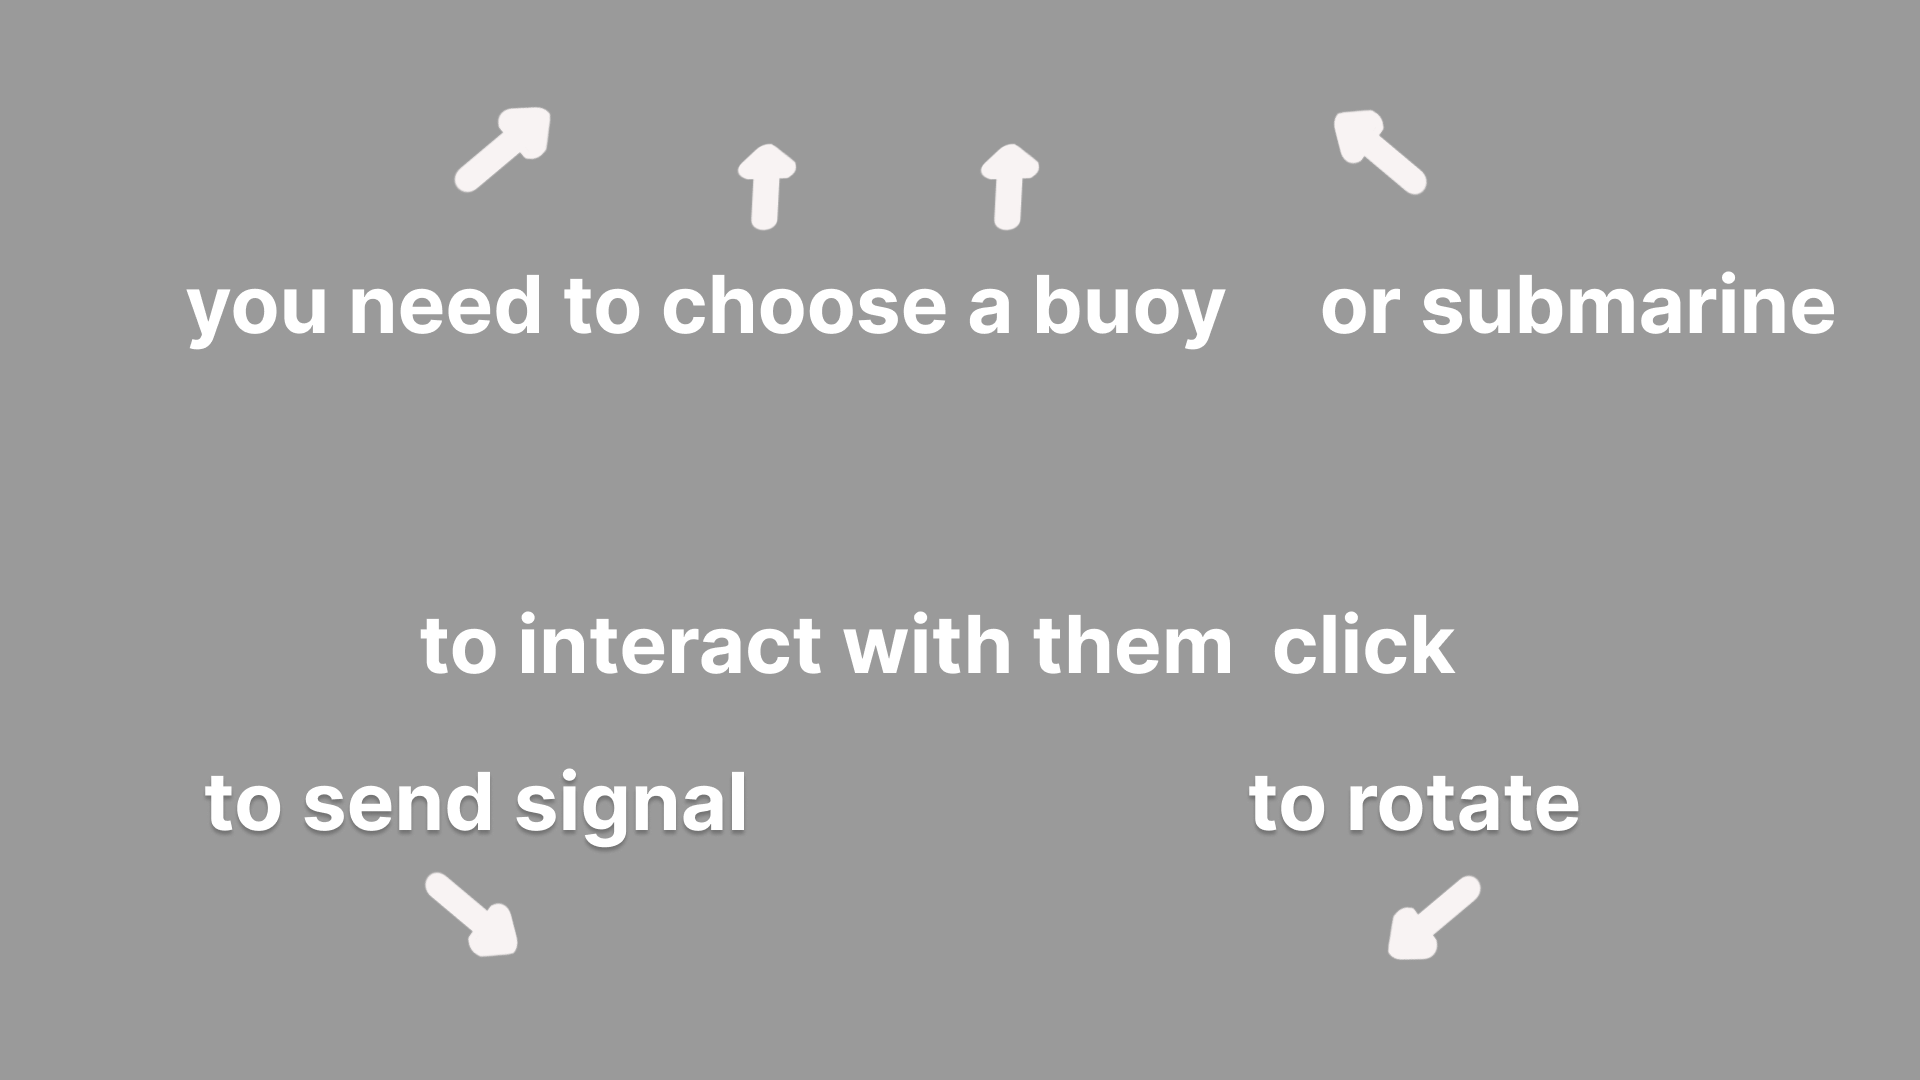 you need to choose a buoy or submarine
to interact with them click
to send signal
to rotate